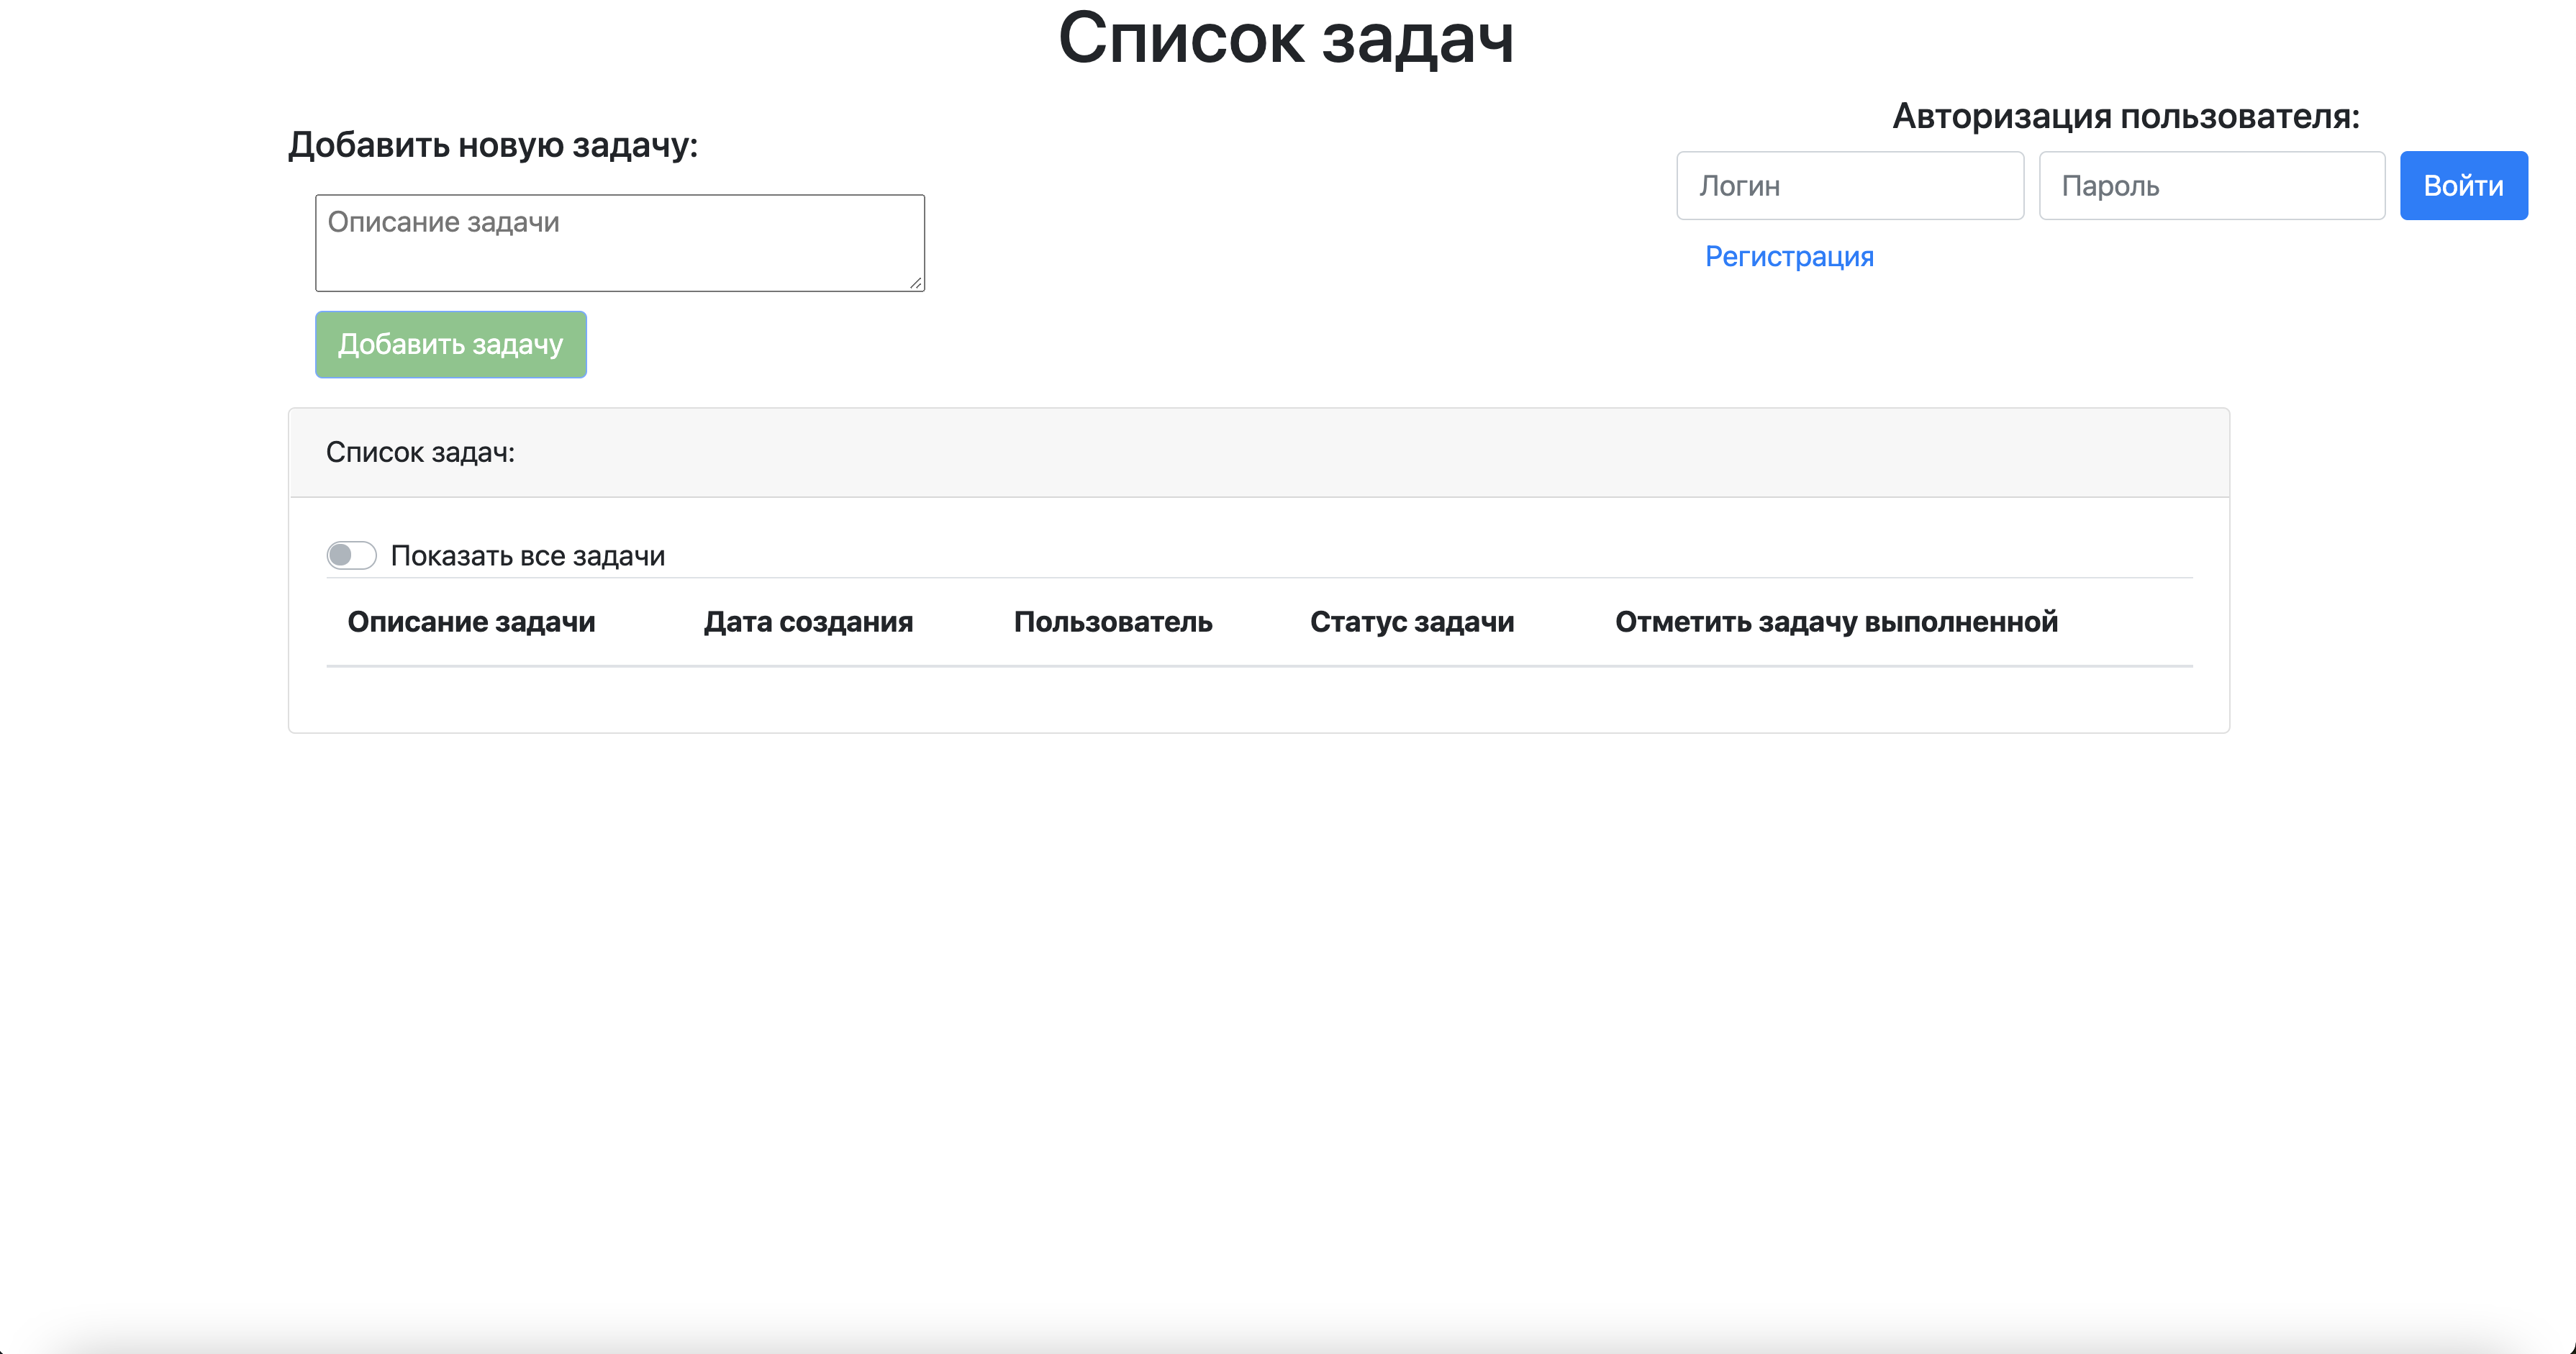 Список задач
Авторизация пользователя:
Добавить новую задачу:
Логин Пароль Войти
Описание задачи
Регистрация
Добавить задачу
Список задач:
Показать все задачи
Описание задачи Дата создания Пользователь Статус задачи Отметить задачу выполненной